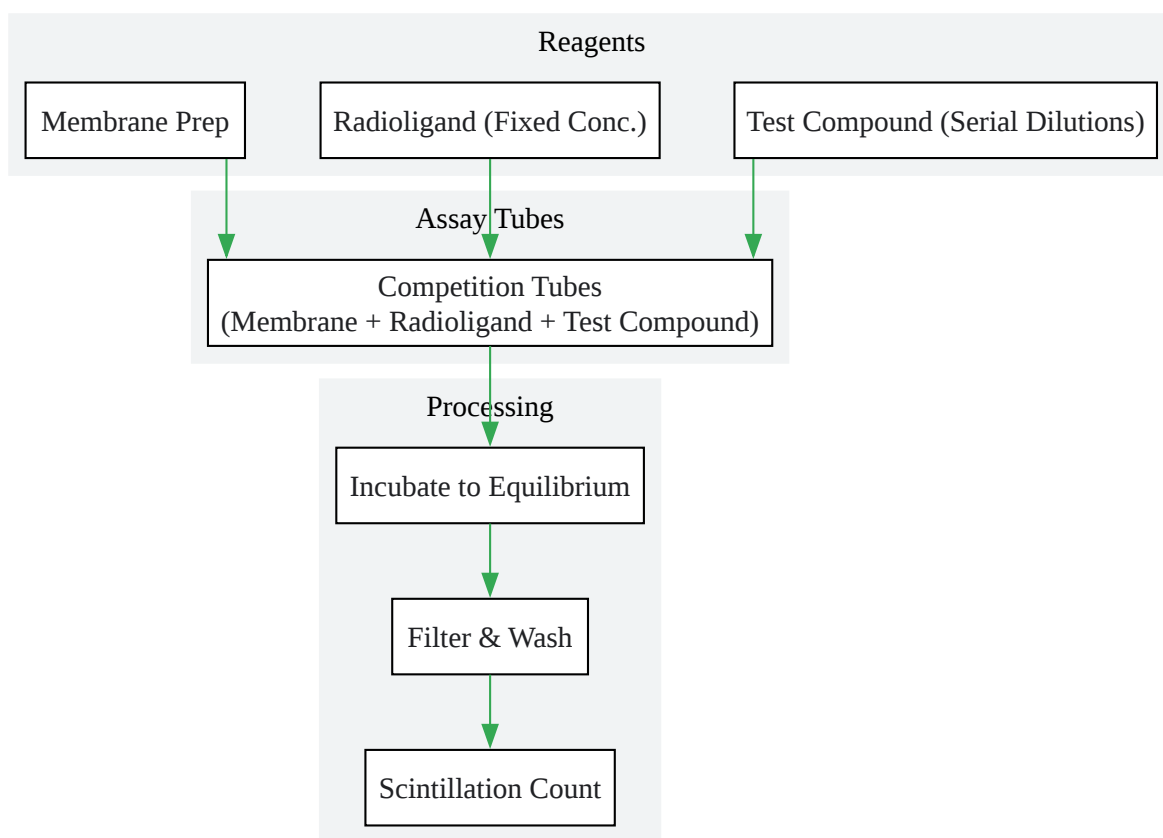 Reagents
Membrane Prep
Radioligand (Fixed Conc.)
Test Compound (Serial Dilutions)
Assay Tubes
Competition Tubes
(Membrane + Radioligand + Test Compound)
Processing
Incubate to Equilibrium
Filter & Wash
Scintillation Count